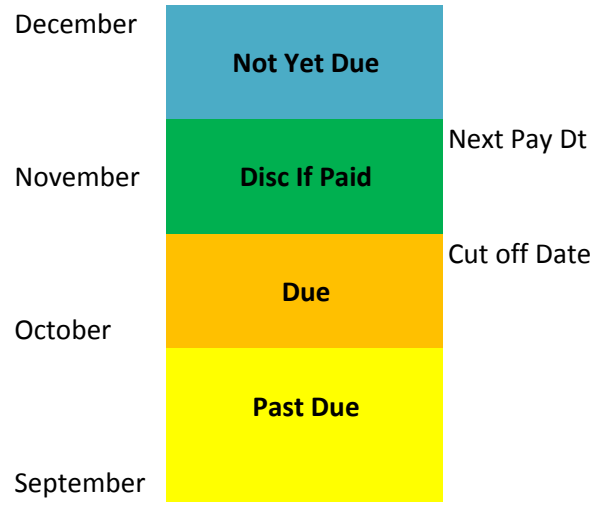 December
Not Yet Due
Next Pay Dt
November
Disc If Paid
Cut off Date
Due
October
Past Due
September